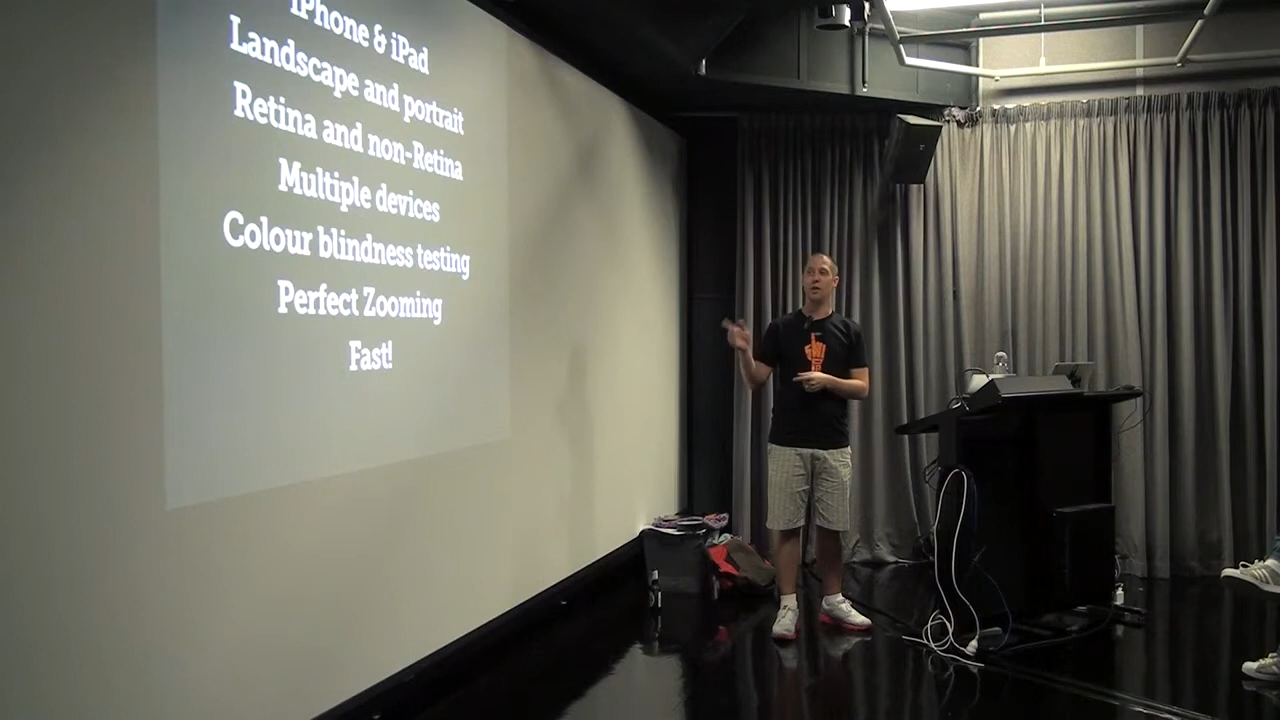 iPhone & iPad
Landscape and portrait
Retina and non-Retina
Multiple devices
Colour blindness testing
Perfect Zooming
Fast!